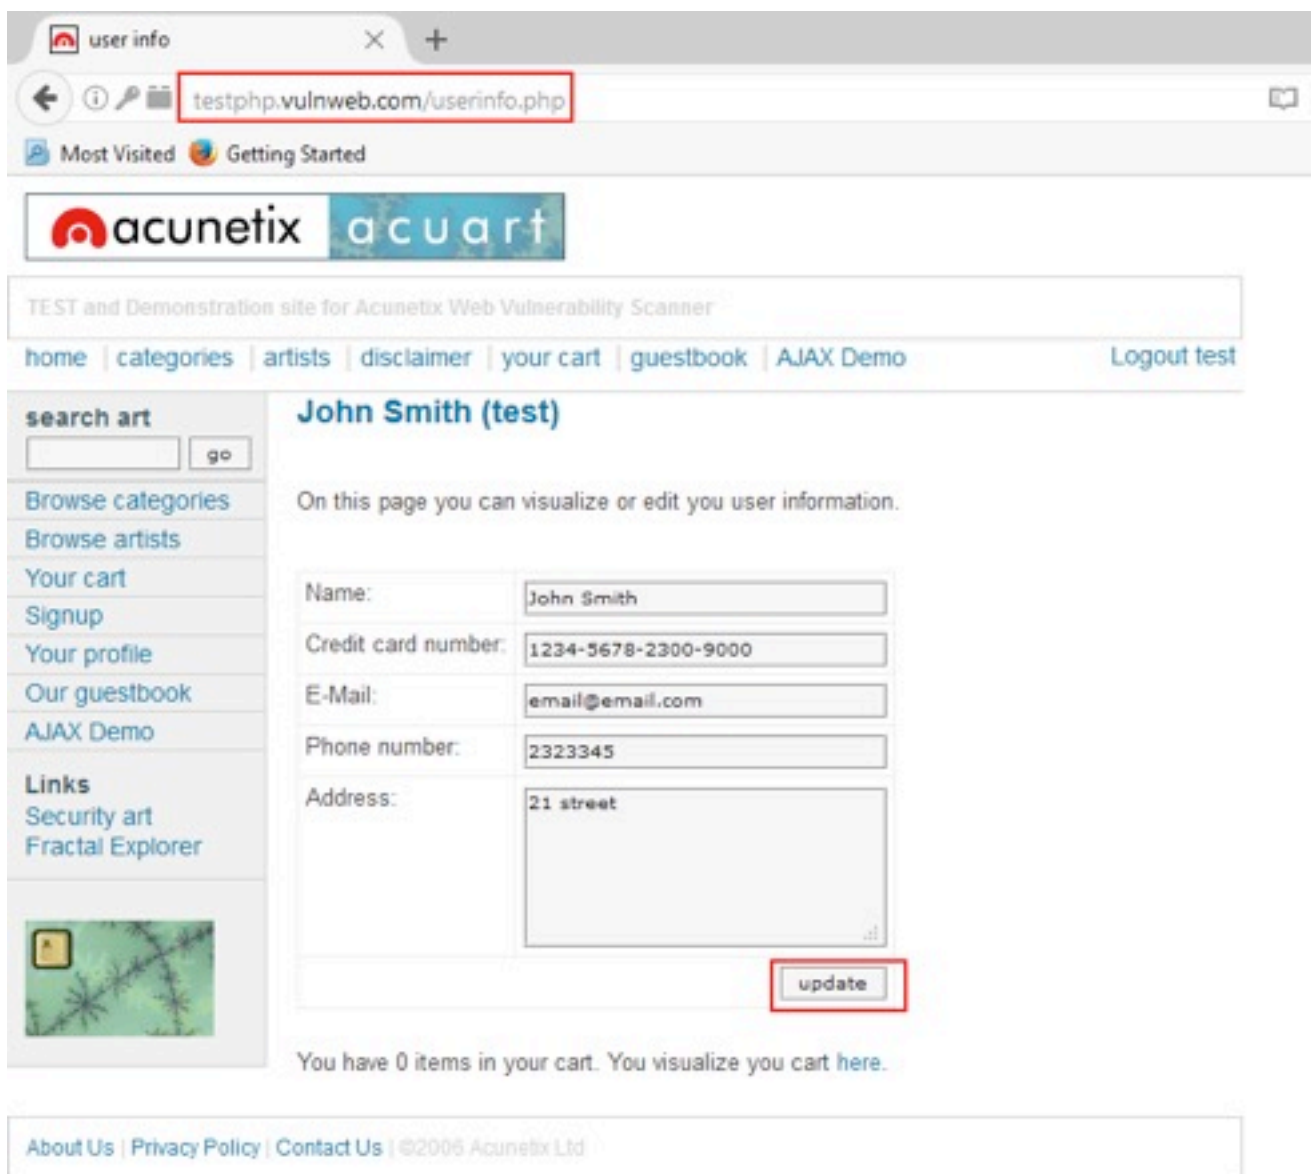 user info
testphp.vulnweb.com/userinfo.php
Most Visited Getting Started
acunetix acuart
TEST and Demonstration site for Acunetix Web Vulnerability Scanner
home | categories | artists | disclaimer | your cart | guestbook | AJAX Demo Logout test
search art
go
Browse categories
Browse artists
Your cart
Signup
Your profile
Our guestbook
AJAX Demo
Links
Security art
Fractal Explorer
John Smith (test)
On this page you can visualize or edit you user information.
Name: John Smith
Credit card number: 1234-5678-2300-9000
E-Mail: email@email.com
Phone number: 2323345
Address: 21 street
update
You have 0 items in your cart. You visualize you cart here.
About Us | Privacy Policy | Contact Us | ©2006 Acunetix Ltd